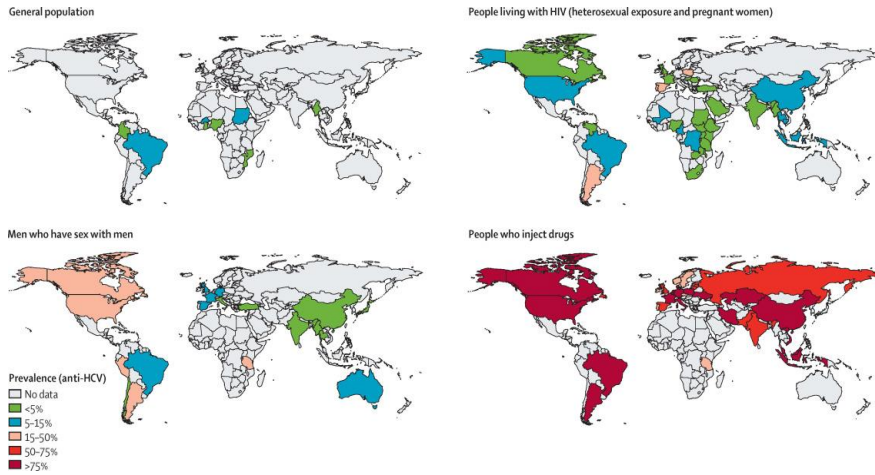 General population
People living with HIV (heterosexual exposure and pregnant women)
Men who have sex with men
People who inject drugs
Prevalence (anti-HCV)
No data
<5%
5–15%
15–50%
50–75%
>75%